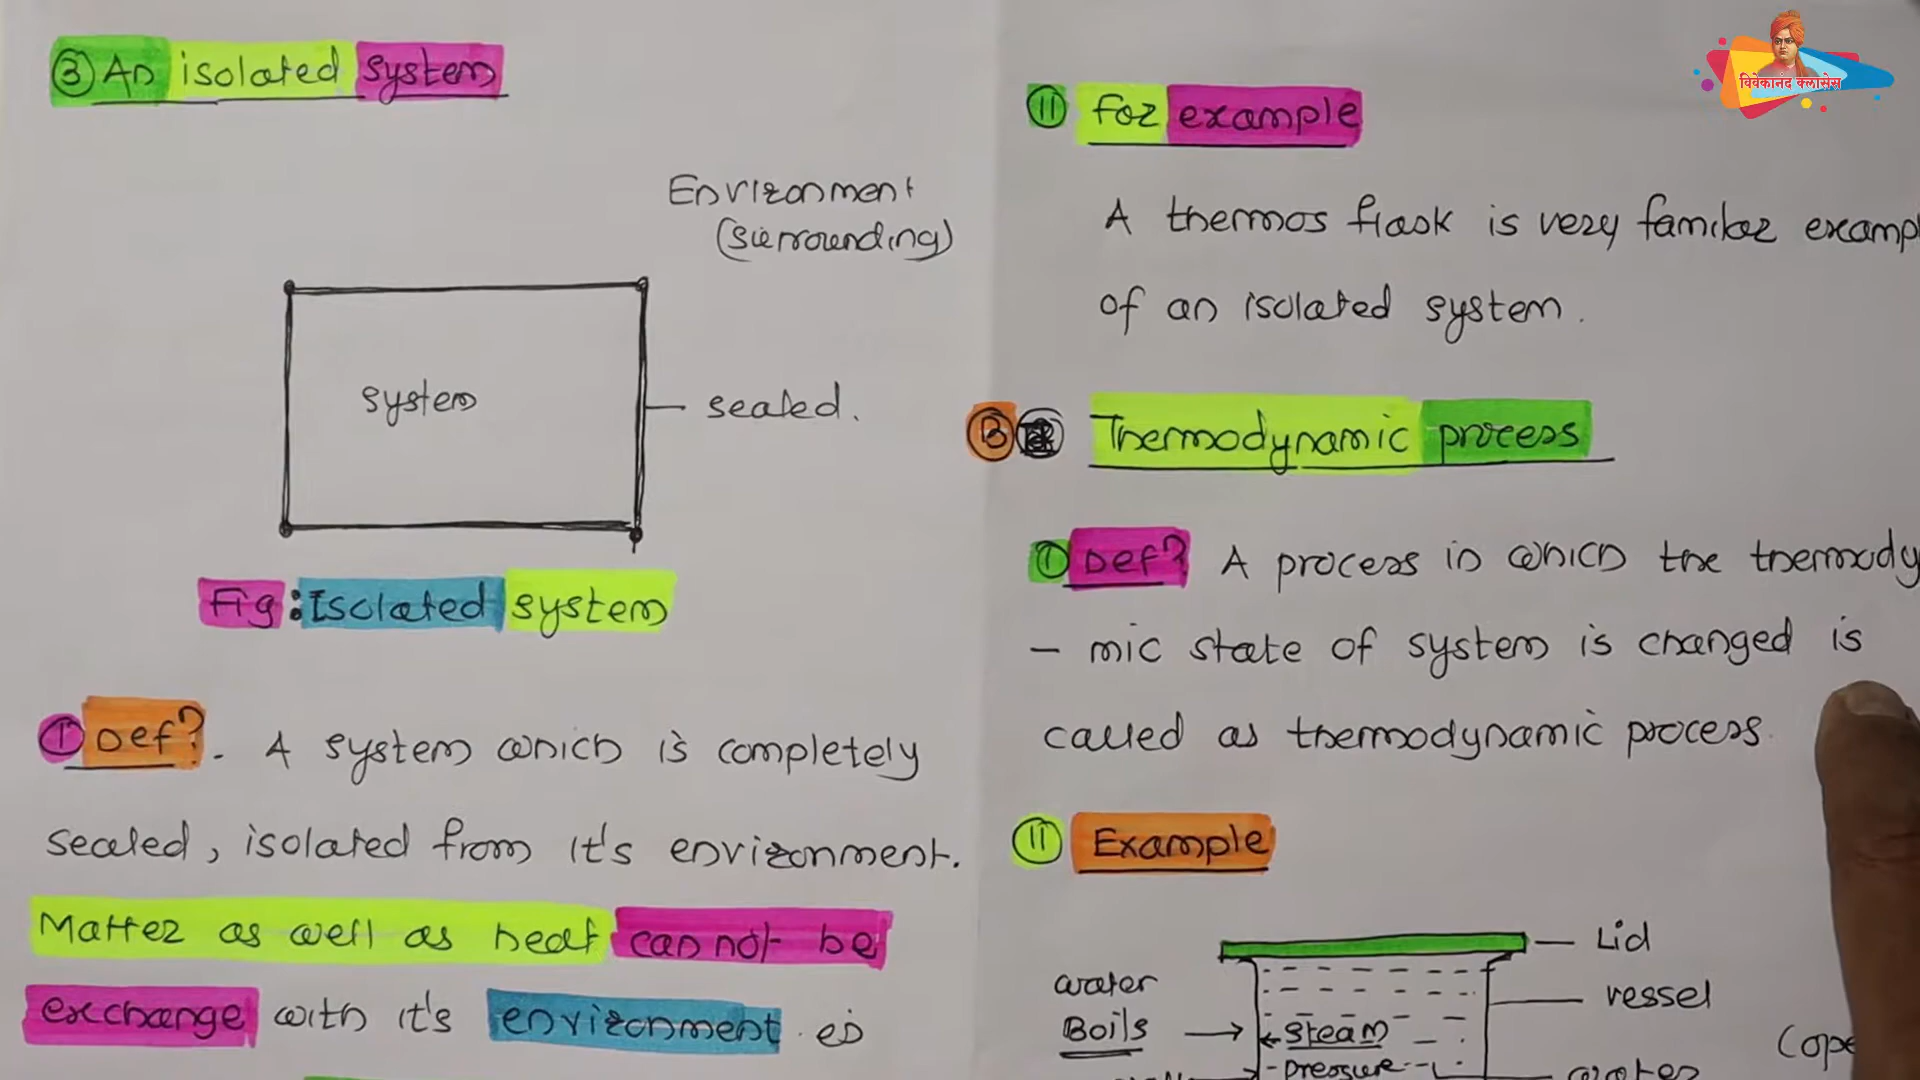 ③ An isolated system
Environment
(surrounding)
system
sealed.
Fig : Isolated system
① Def? . A system which is completely
sealed, isolated from it's environment.
Matter as well as heat can not be
exchange with it's environment
विवेकानंद क्लासेस
⑪ For example
A thermos flask is very familar examp
of an isolated system.
B Thermodynamic process
① Def? A process in which the thermody
- mic state of system is changed is
called as thermodynamic process.
⑪ Example
Lid
water
vessel
Boils
steam
pressure
water